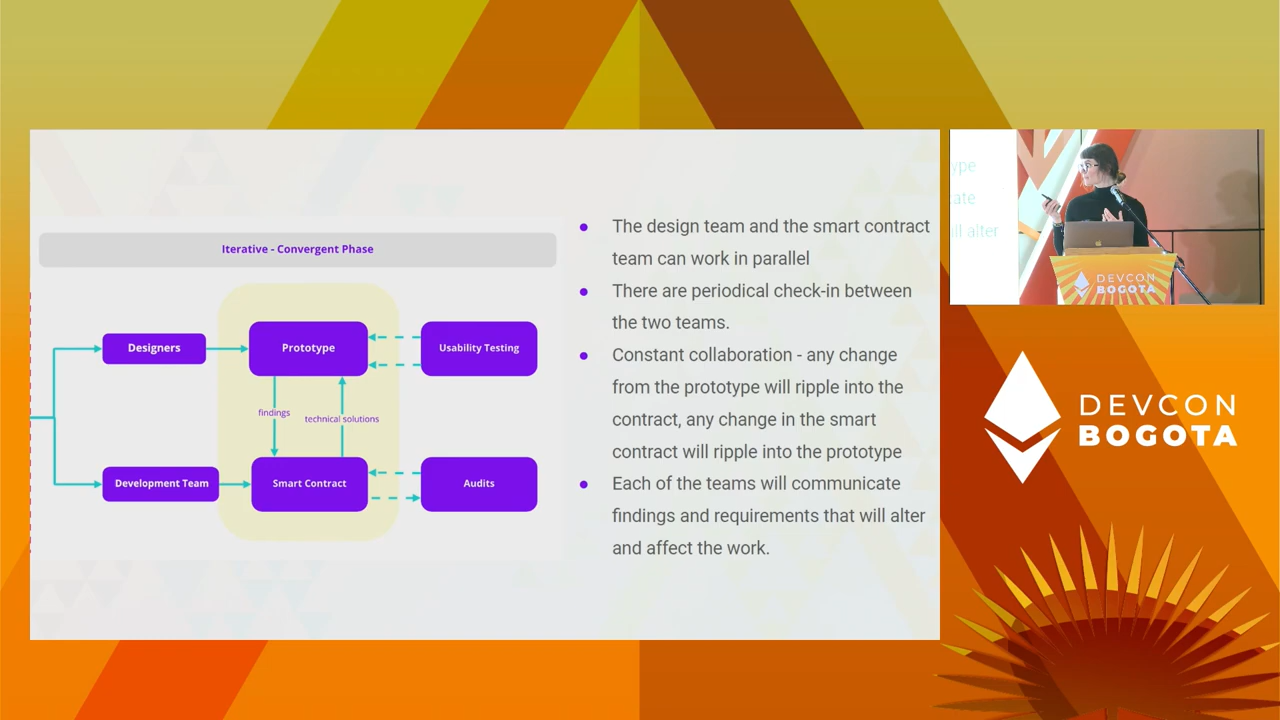 Iterative - Convergent Phase
Designers
Prototype
Usability Testing
findings
technical solutions
Development Team
Smart Contract
Audits
● The design team and the smart contract
team can work in parallel
● There are periodical check-in between
the two teams.
● Constant collaboration - any change
from the prototype will ripple into the
contract, any change in the smart
contract will ripple into the prototype
● Each of the teams will communicate
findings and requirements that will alter
and affect the work.
ype
ate
ill alter
DEVCON
BOGOTA
DEVCON
BOGOTA